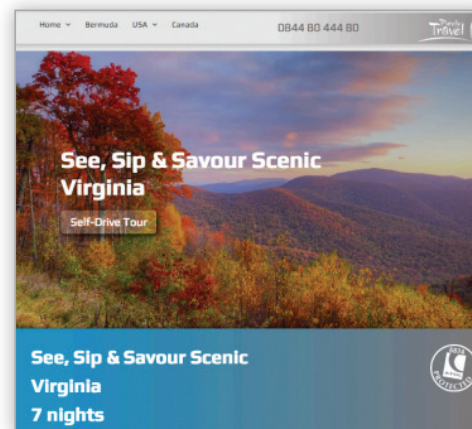 Home Bermuda USA Canada 0844 80 444 80
Travel
See, Sip & Savour Scenic
Virginia
Self-Drive Tour
See, Sip & Savour Scenic
Virginia
7 nights
PROTECTED